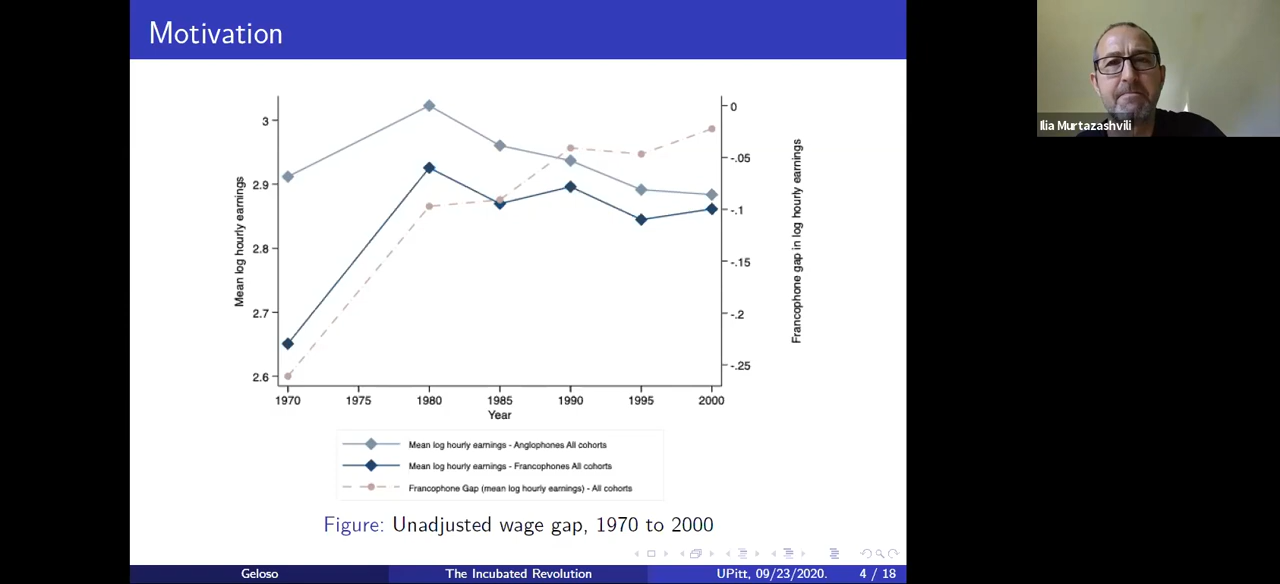 Motivation
Ilia Murtazashvili
3
2.9
2.8
2.7
2.6
Mean log hourly earnings
0
-.05
-.1
-.15
-.2
-.25
Francophone gap in log hourly earnings
1970 1975 1980 1985 1990 1995 2000
Year
Mean log hourly earnings - Anglophones All cohorts
Mean log hourly earnings - Francophones All cohorts
Francophone Gap (mean log hourly earnings) - All cohorts
Figure: Unadjusted wage gap, 1970 to 2000
Geloso The Incubated Revolution UPitt, 09/23/2020. 4 / 18